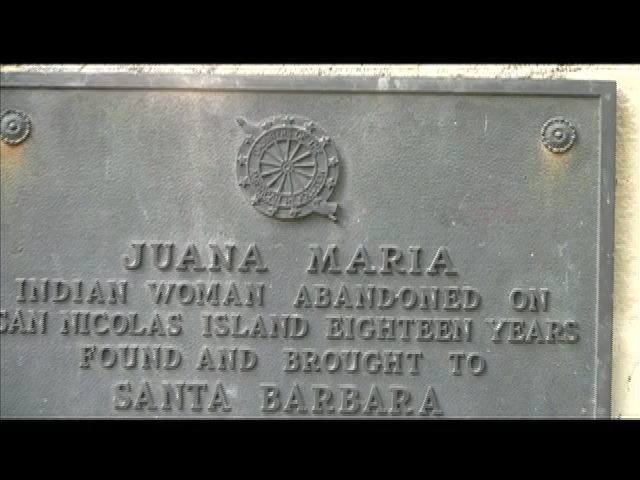 JUANA MARIA
INDIAN WOMAN ABANDONED ON
SAN NICOLAS ISLAND EIGHTEEN YEARS
FOUND AND BROUGHT TO
SANTA BARBARA